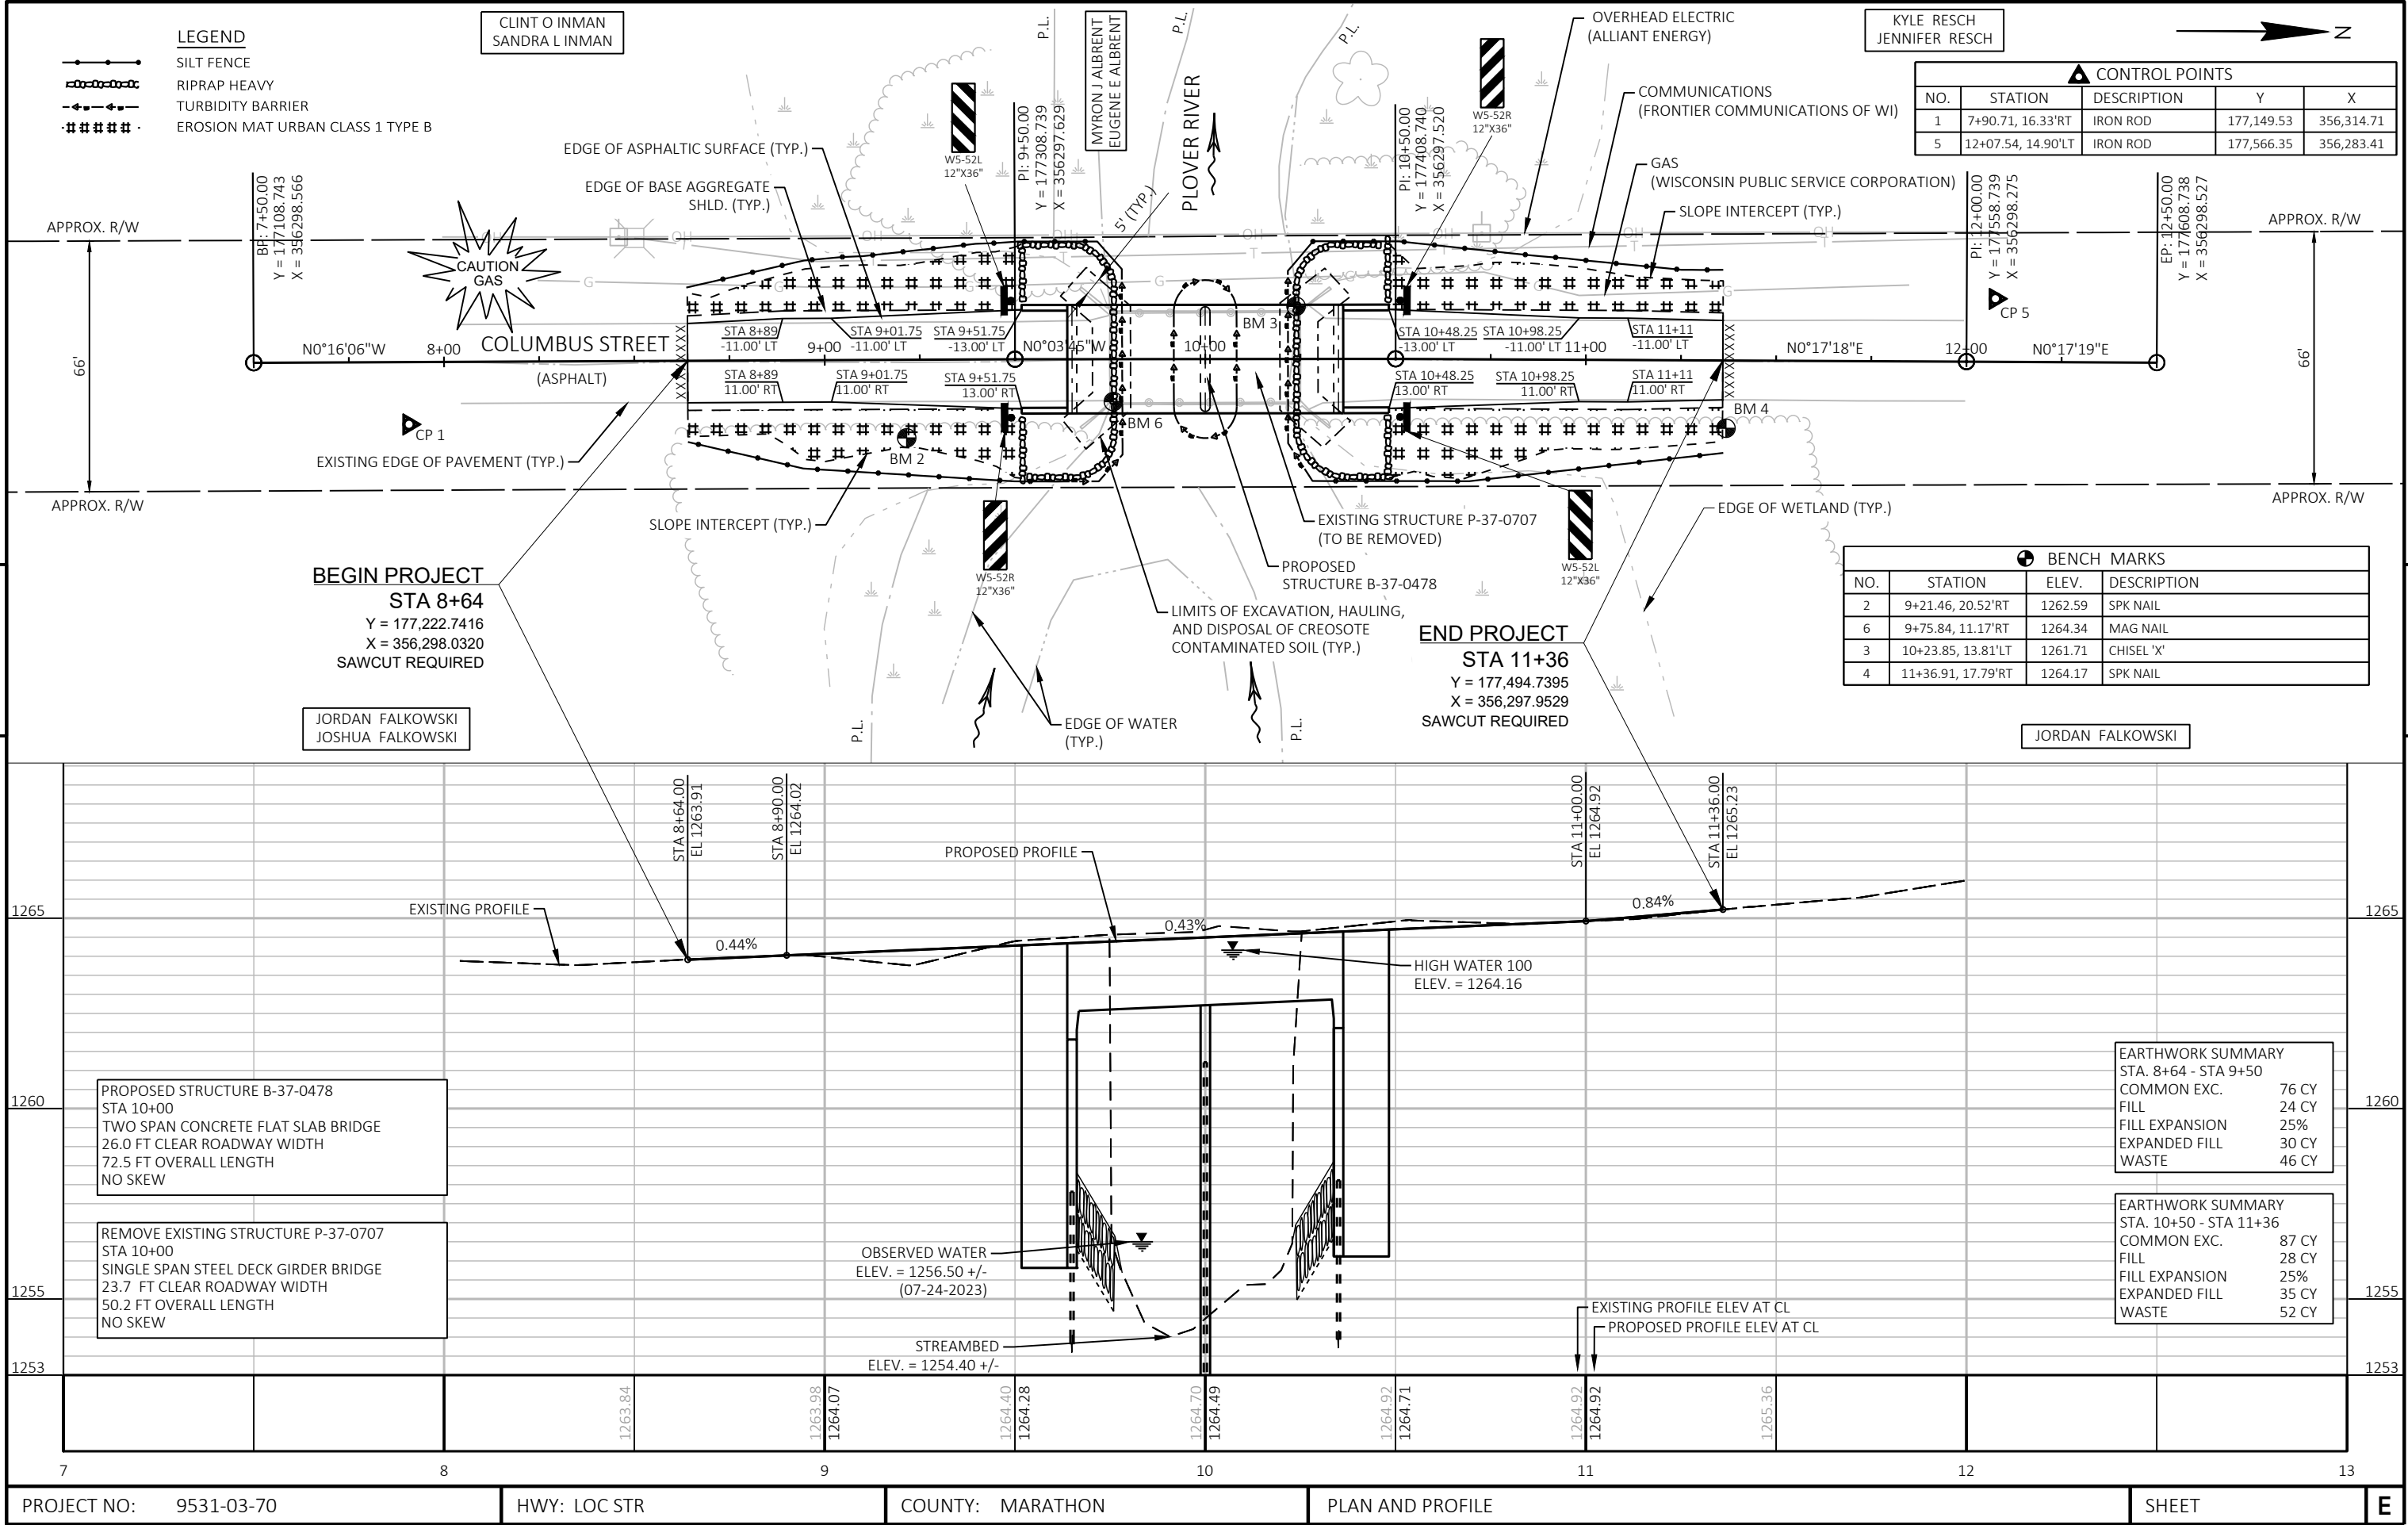 LEGEND
SILT FENCE
RIPRAP HEAVY
TURBIDITY BARRIER
EROSION MAT URBAN CLASS 1 TYPE B
CLINT O INMAN
SANDRA L INMAN
MYRON J ALBRENT
EUGENE E ALBRENT
KYLE RESCH
JENNIFER RESCH
N
P.L.
P.L.
P.L.
PLOVER RIVER
OVERHEAD ELECTRIC
(ALLIANT ENERGY)
COMMUNICATIONS
(FRONTIER COMMUNICATIONS OF WI)
GAS
(WISCONSIN PUBLIC SERVICE CORPORATION)
SLOPE INTERCEPT (TYP.)
CONTROL POINTS
NO. STATION DESCRIPTION Y X
1 7+90.71, 16.33'RT IRON ROD 177,149.53 356,314.71
5 12+07.54, 14.90'LT IRON ROD 177,566.35 356,283.41
W5-52L
12"X36"
W5-52R
12"X36"
EDGE OF ASPHALTIC SURFACE (TYP.)
EDGE OF BASE AGGREGATE
SHLD. (TYP.)
5' (TYP.)
BP: 7+50.00
Y = 177108.743
X = 356298.566
PI: 9+50.00
Y = 177308.739
X = 356297.629
PI: 10+50.00
Y = 177408.740
X = 356297.520
PI: 12+00.00
Y = 177558.739
X = 356298.275
EP: 12+50.00
Y = 177608.738
X = 356298.527
APPROX. R/W
APPROX. R/W
OH
OH
OH
OH
OH
T
T
T
T
G
G
G
G
G
G
G
CAUTION
GAS
66'
66'
CP 5
BM 3
STA 8+89
-11.00' LT
STA 9+01.75
-11.00' LT
STA 9+51.75
-13.00' LT
STA 10+48.25
-13.00' LT
STA 10+98.25
-11.00' LT
STA 11+11
-11.00' LT
N0°16'06"W
8+00
COLUMBUS STREET
(ASPHALT)
9+00
N0°03'45"W
10+00
11+00
N0°17'18"E
12+00
N0°17'19"E
STA 8+89
11.00' RT
STA 9+01.75
11.00' RT
STA 9+51.75
13.00' RT
STA 10+48.25
13.00' RT
STA 10+98.25
11.00' RT
STA 11+11
11.00' RT
XXXXXXX
XXXXXXX
CP 1
BM 6
BM 4
BM 2
EXISTING EDGE OF PAVEMENT (TYP.)
APPROX. R/W
APPROX. R/W
SLOPE INTERCEPT (TYP.)
EXISTING STRUCTURE P-37-0707
(TO BE REMOVED)
EDGE OF WETLAND (TYP.)
PROPOSED
STRUCTURE B-37-0478
W5-52R
12"X36"
W5-52L
12"X36"
LIMITS OF EXCAVATION, HAULING,
AND DISPOSAL OF CREOSOTE
CONTAMINATED SOIL (TYP.)
BEGIN PROJECT
STA 8+64
Y = 177,222.7416
X = 356,298.0320
SAWCUT REQUIRED
END PROJECT
STA 11+36
Y = 177,494.7395
X = 356,297.9529
SAWCUT REQUIRED
BENCH MARKS
NO. STATION ELEV. DESCRIPTION
2 9+21.46, 20.52'RT 1262.59 SPK NAIL
6 9+75.84, 11.17'RT 1264.34 MAG NAIL
3 10+23.85, 13.81'LT 1261.71 CHISEL 'X'
4 11+36.91, 17.79'RT 1264.17 SPK NAIL
JORDAN FALKOWSKI
JOSHUA FALKOWSKI
P.L.
EDGE OF WATER
(TYP.)
P.L.
JORDAN FALKOWSKI
STA 8+64.00
EL 1263.91
STA 8+90.00
EL 1264.02
STA 11+00.00
EL 1264.92
STA 11+36.00
EL 1265.23
PROPOSED PROFILE
EXISTING PROFILE
0.44%
0.43%
0.84%
1265
1265
HIGH WATER 100
ELEV. = 1264.16
PROPOSED STRUCTURE B-37-0478
STA 10+00
TWO SPAN CONCRETE FLAT SLAB BRIDGE
26.0 FT CLEAR ROADWAY WIDTH
72.5 FT OVERALL LENGTH
NO SKEW
1260
1260
EARTHWORK SUMMARY
STA. 8+64 - STA 9+50
COMMON EXC. 76 CY
FILL 24 CY
FILL EXPANSION 25%
EXPANDED FILL 30 CY
WASTE 46 CY
REMOVE EXISTING STRUCTURE P-37-0707
STA 10+00
SINGLE SPAN STEEL DECK GIRDER BRIDGE
23.7 FT CLEAR ROADWAY WIDTH
50.2 FT OVERALL LENGTH
NO SKEW
EARTHWORK SUMMARY
STA. 10+50 - STA 11+36
COMMON EXC. 87 CY
FILL 28 CY
FILL EXPANSION 25%
EXPANDED FILL 35 CY
WASTE 52 CY
OBSERVED WATER
ELEV. = 1256.50 +/-
(07-24-2023)
1255
1255
STREAMBED
ELEV. = 1254.40 +/-
EXISTING PROFILE ELEV AT CL
PROPOSED PROFILE ELEV AT CL
1253
1253
1263.84
1263.98
1264.07
1264.40
1264.28
1264.70
1264.49
1264.92
1264.71
1264.92
1264.92
1265.36
7 8 9 10 11 12 13
PROJECT NO: 9531-03-70
HWY: LOC STR
COUNTY: MARATHON
PLAN AND PROFILE
SHEET
E